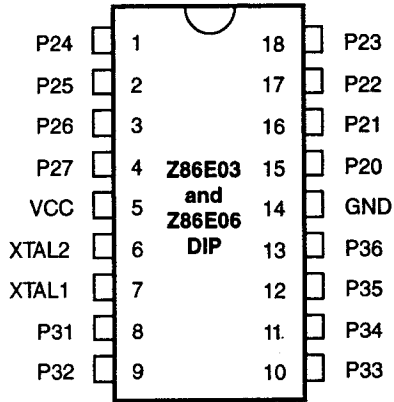 P24 1 18 P23
P25 2 17 P22
P26 3 16 P21
P27 4 Z86E03 15 P20
VCC 5 and 14 GND
XTAL2 6 Z86E06 13 P36
DIP
XTAL1 7 12 P35
P31 8 11 P34
P32 9 10 P33